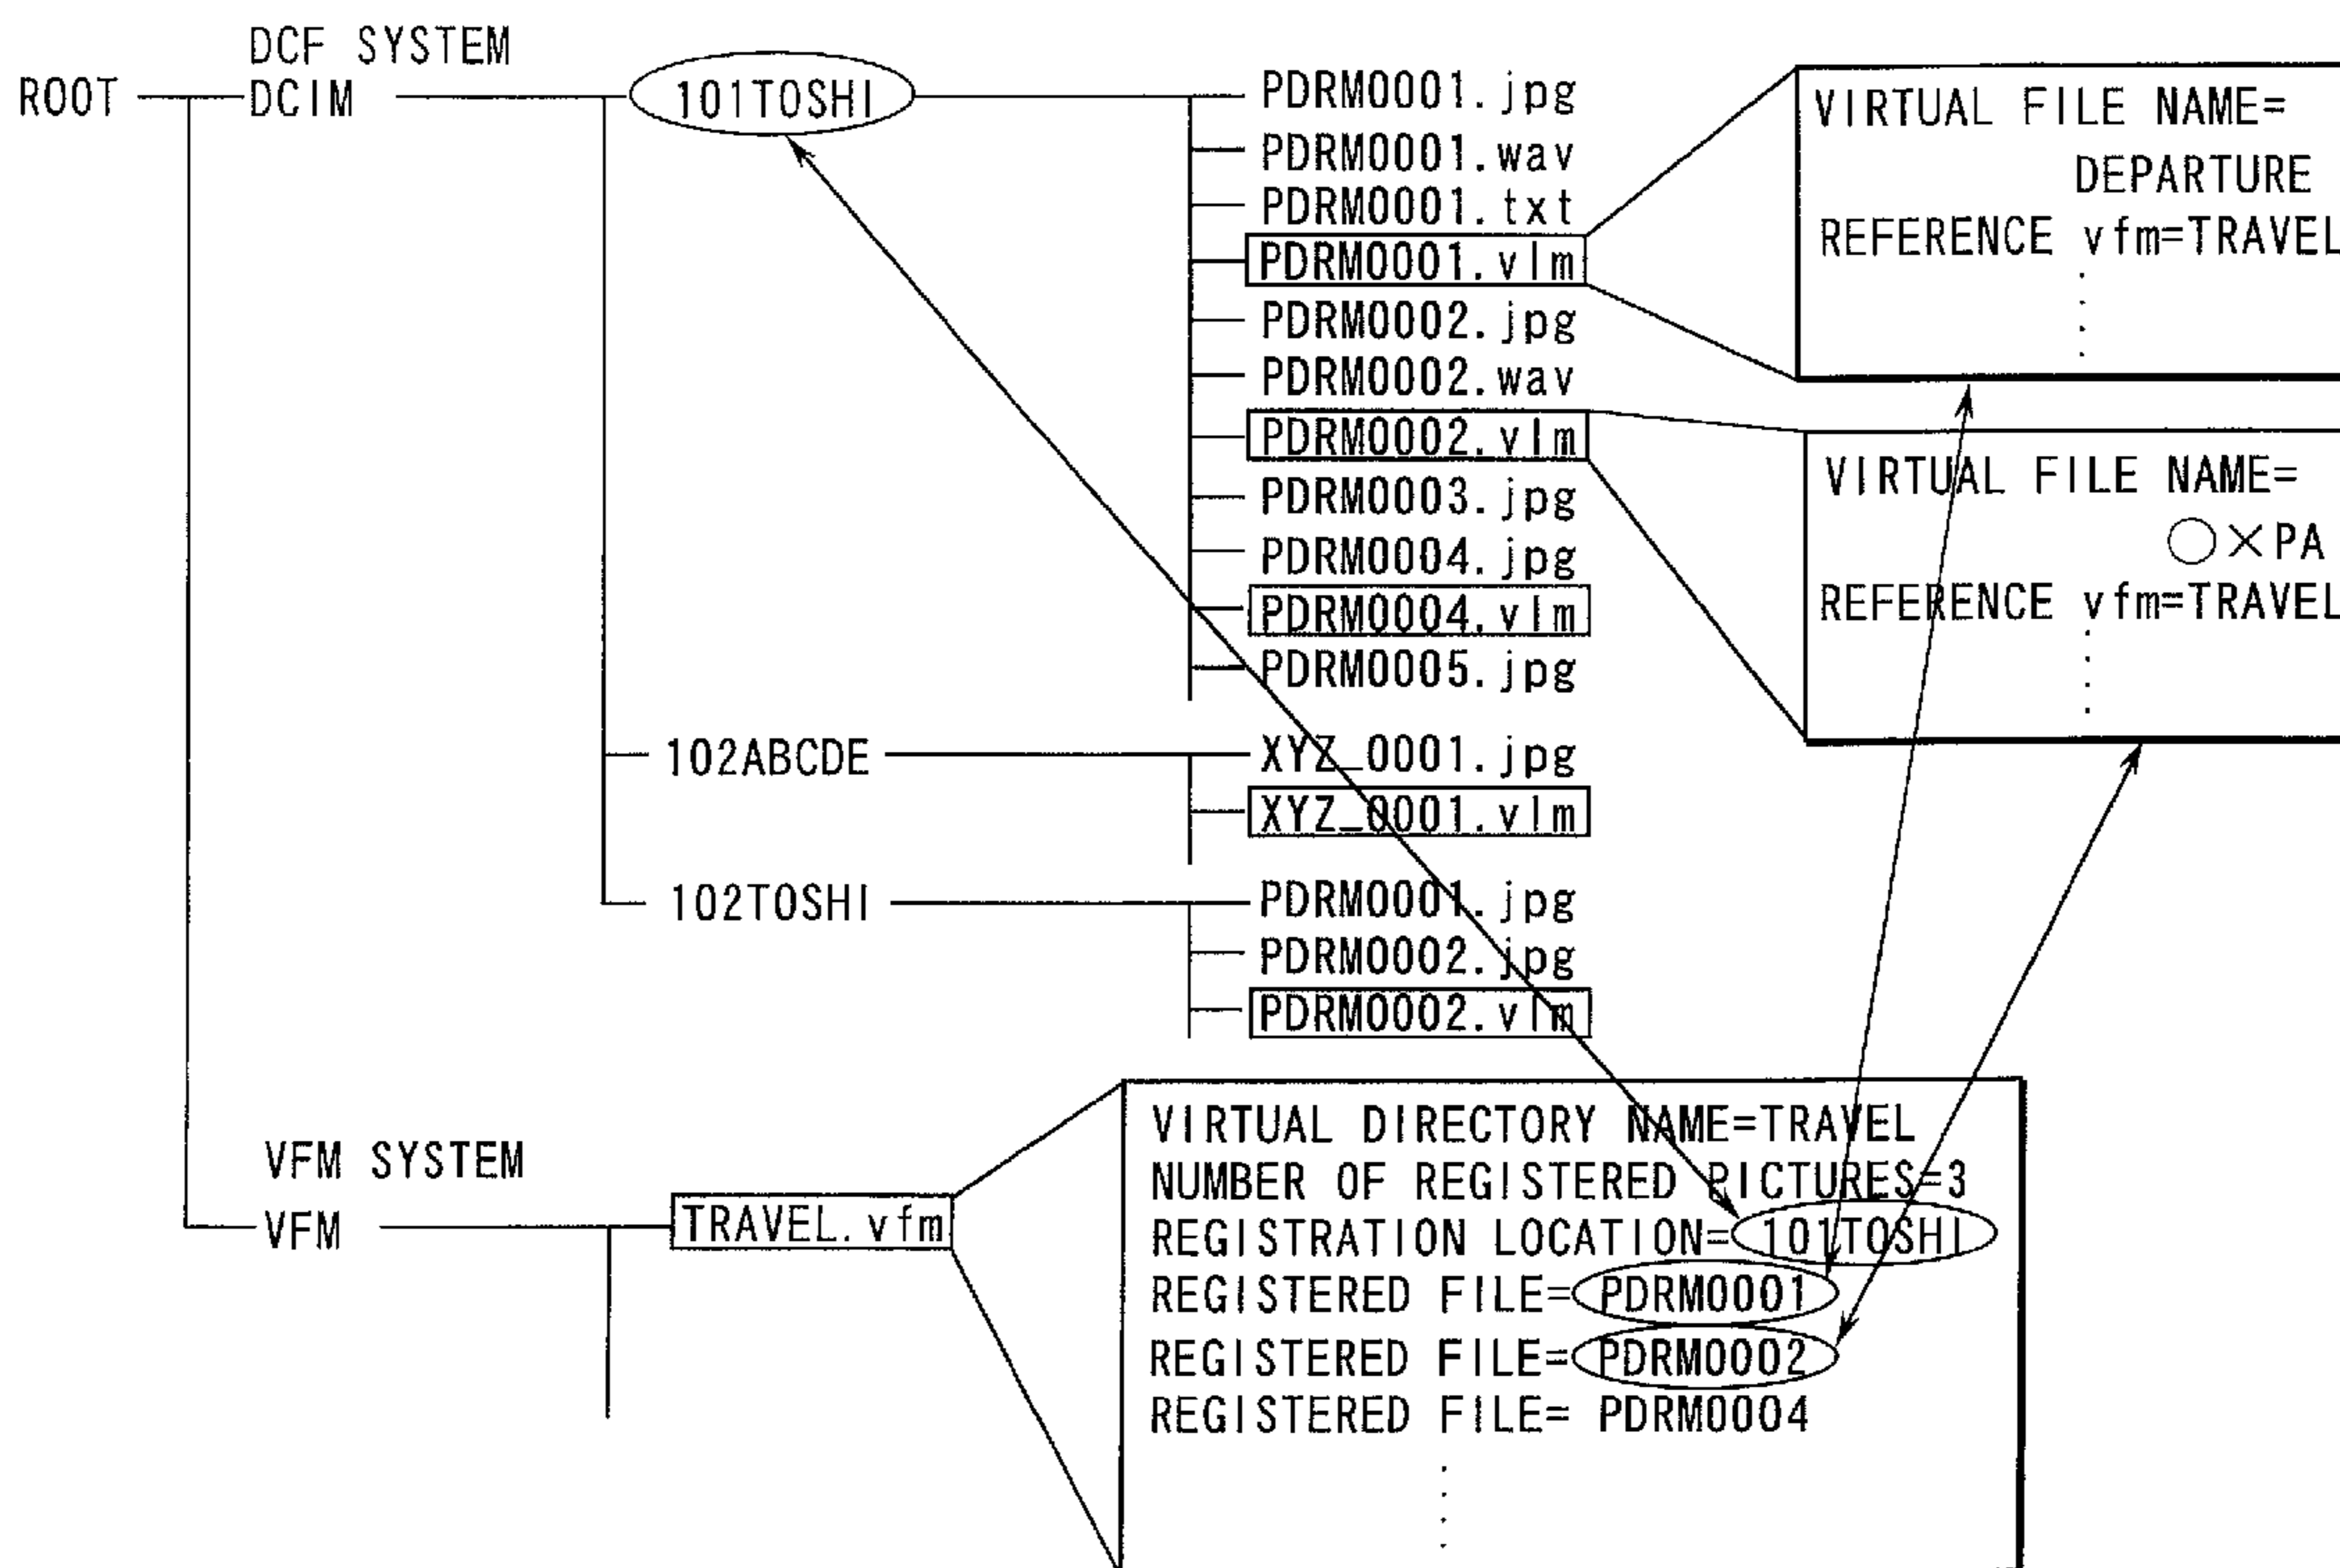 DCF SYSTEM
ROOT DCIM 101TOSHI
PDRM0001.jpg
PDRM0001.wav
PDRM0001.txt
PDRM0001.vlm
PDRM0002.jpg
PDRM0002.wav
PDRM0002.vlm
PDRM0003.jpg
PDRM0004.jpg
PDRM0004.vlm
PDRM0005.jpg
VIRTUAL FILE NAME=
DEPARTURE
REFERENCE vfm=TRAVEL
VIRTUAL FILE NAME=
○×PA
REFERENCE vfm=TRAVEL
102ABCDE
XYZ_0001.jpg
XYZ_0001.vlm
102TOSHI
PDRM0001.jpg
PDRM0002.jpg
PDRM0002.vlm
VFM SYSTEM
VFM
TRAVEL.vfm
VIRTUAL DIRECTORY NAME=TRAVEL
NUMBER OF REGISTERED PICTURES=3
REGISTRATION LOCATION=101TOSHI
REGISTERED FILE=PDRM0001
REGISTERED FILE=PDRM0002
REGISTERED FILE= PDRM0004